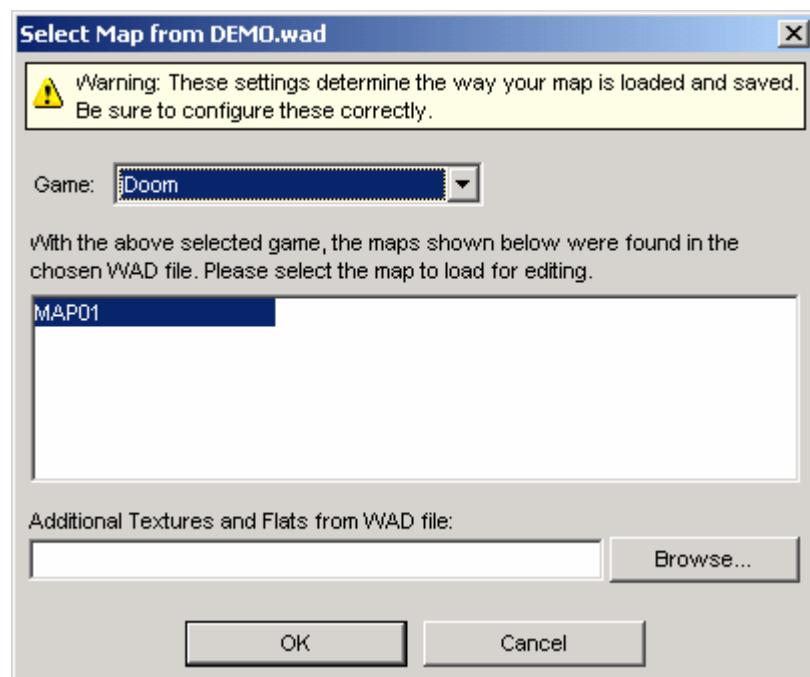 Select Map from DEMO.wad
Warning: These settings determine the way your map is loaded and saved.
Be sure to configure these correctly.
Game: Doom
With the above selected game, the maps shown below were found in the
chosen WAD file. Please select the map to load for editing.
MAP01
Additional Textures and Flats from WAD file:
Browse...
OK Cancel